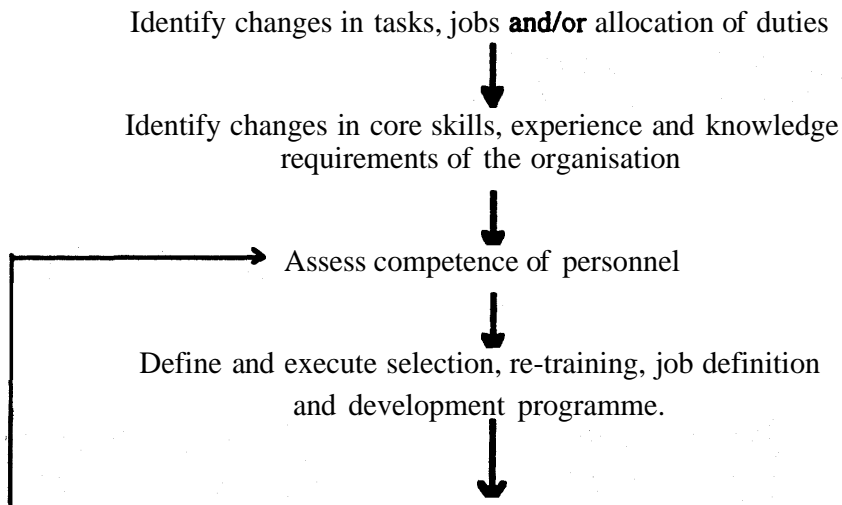 Identify changes in tasks, jobs and/or allocation of duties
Identify changes in core skills, experience and knowledge
requirements of the organisation
Assess competence of personnel
Define and execute selection, re-training, job definition
and development programme.